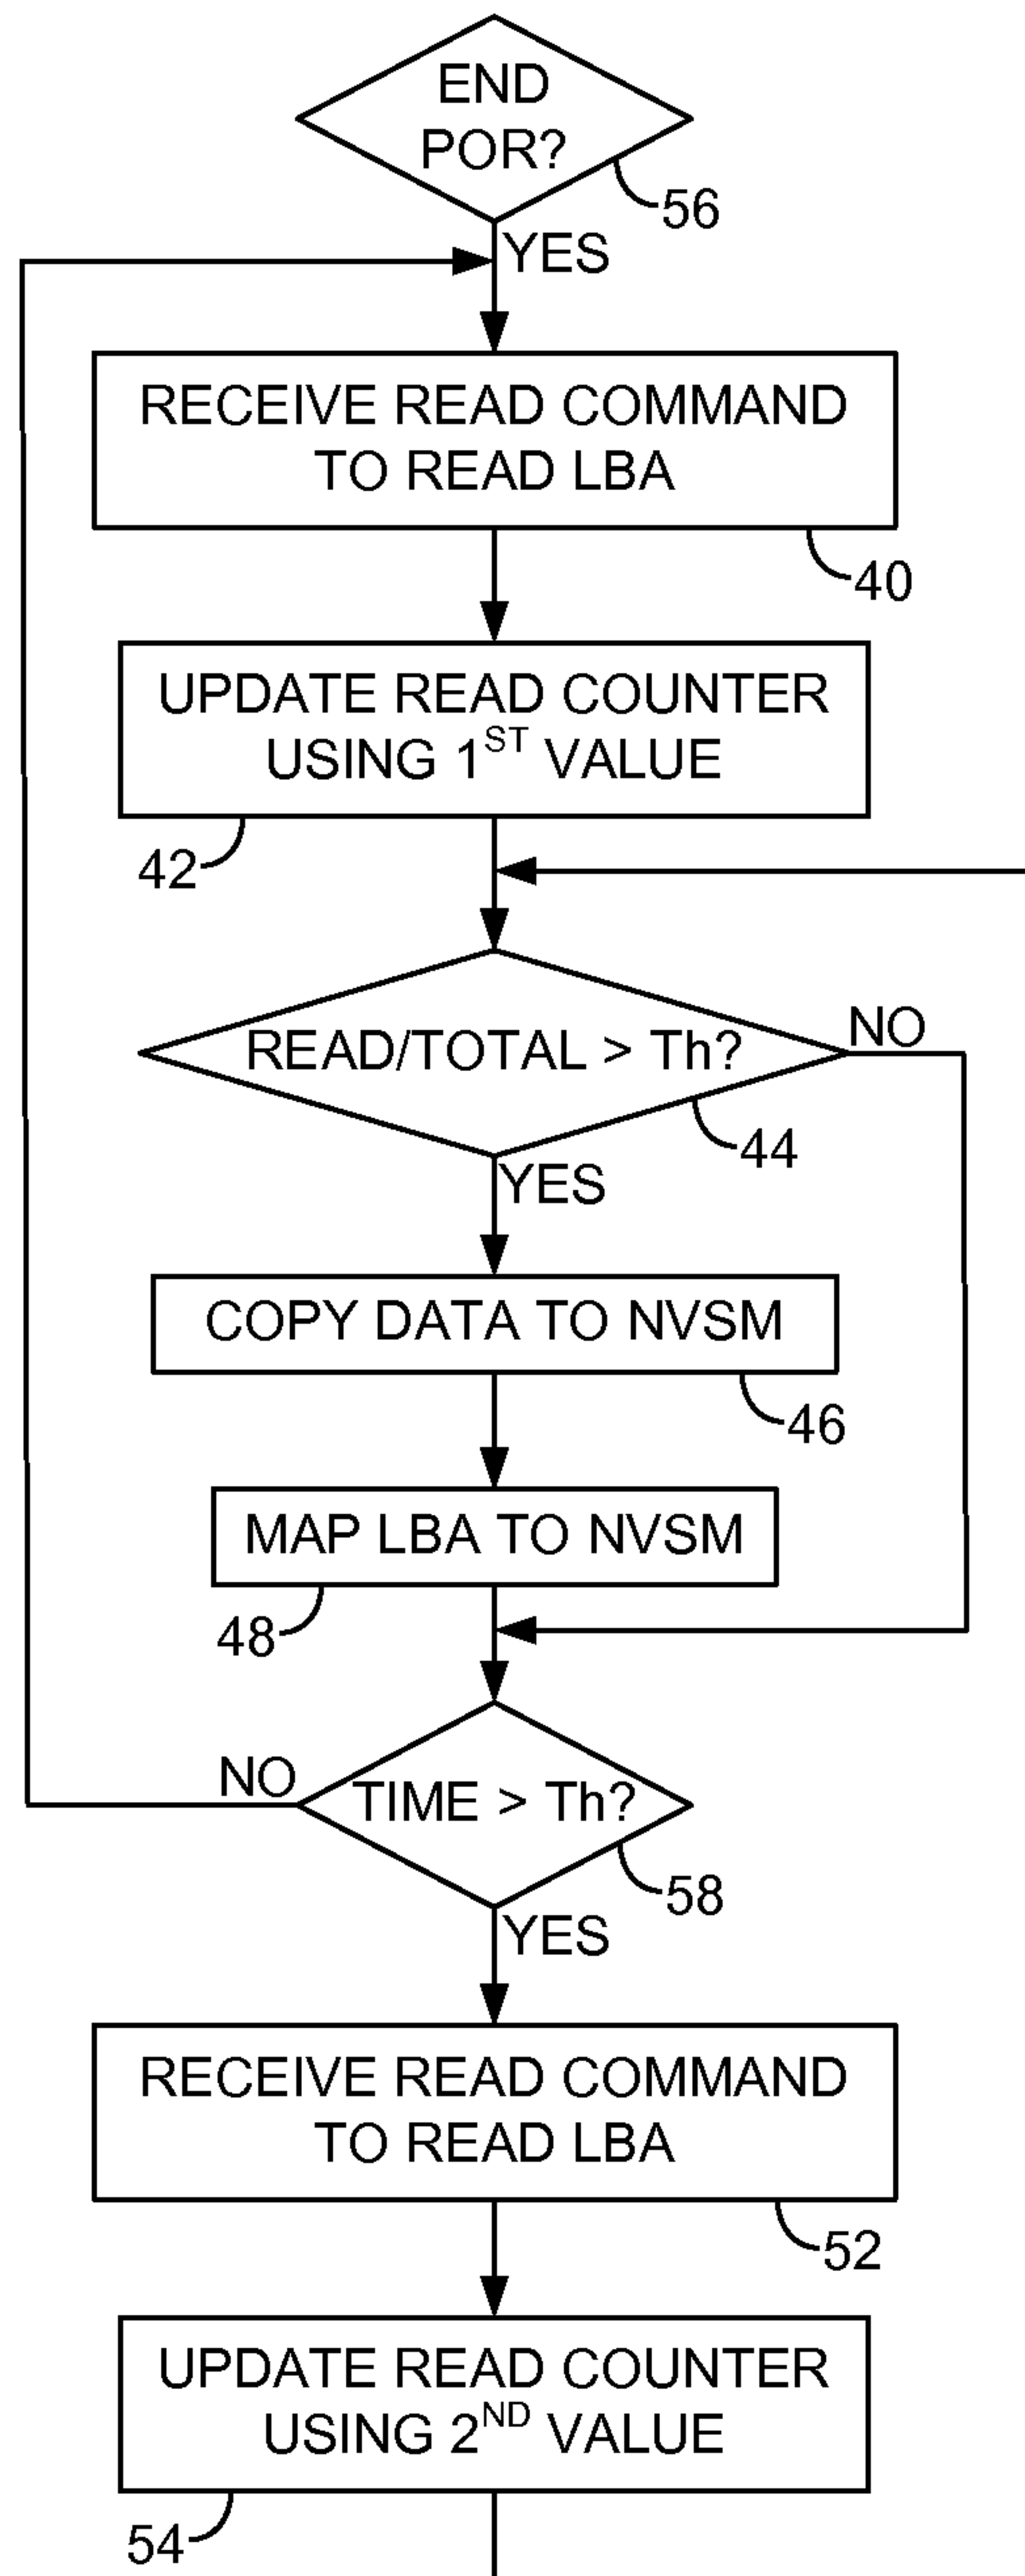 END
POR?
56
YES
RECEIVE READ COMMAND
TO READ LBA
40
UPDATE READ COUNTER
USING 1ST VALUE
42
READ/TOTAL > Th?
NO
44
YES
COPY DATA TO NVSM
46
MAP LBA TO NVSM
48
NO
TIME > Th?
58
YES
RECEIVE READ COMMAND
TO READ LBA
52
UPDATE READ COUNTER
USING 2ND VALUE
54